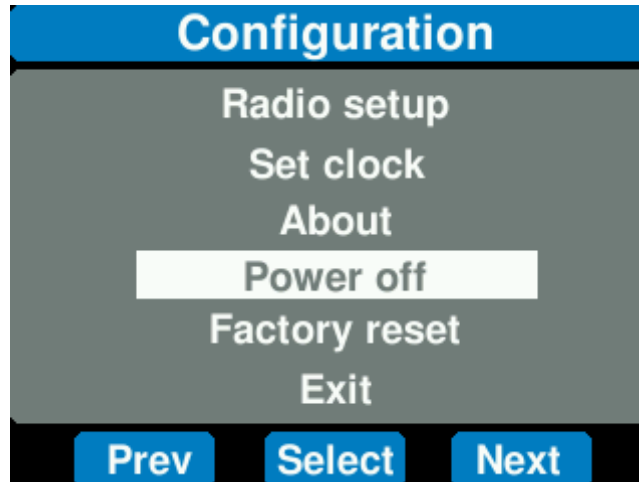 Configuration
Radio setup
Set clock
About
Power off
Factory reset
Exit
Prev Select Next